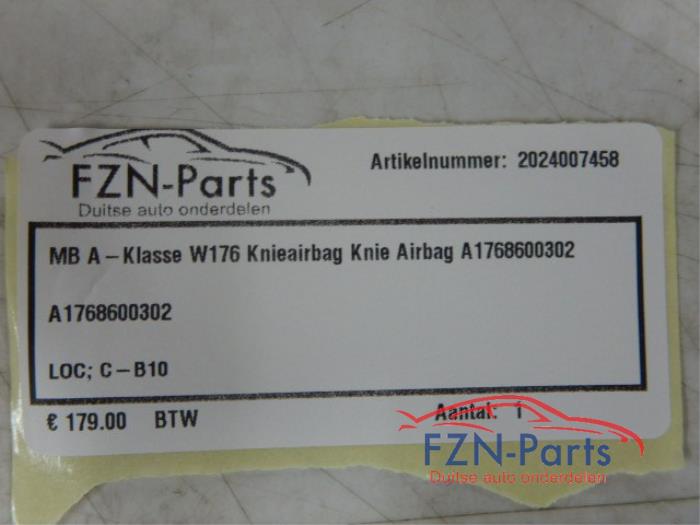 FZN-Parts
Duitse auto onderdelen
Artikelnummer: 2024007458
MB A-Klasse W176 Knieairbag Knie Airbag A1768600302
A1768600302
LOC; C-B10
€ 179.00 BTW
Aantal: 1
FZN-Parts
Duitse auto onderdelen